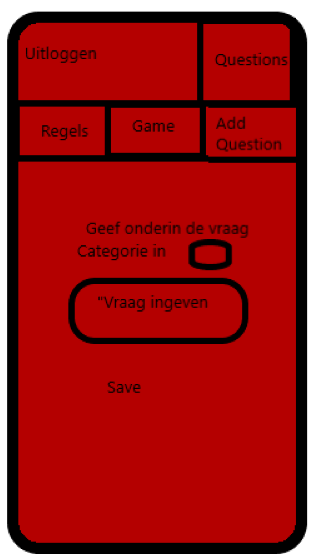 Uitloggen
Questions
Regels
Game
Add
Question
Geef onderin de vraag
Categorie in
'Vraag ingeven
Save